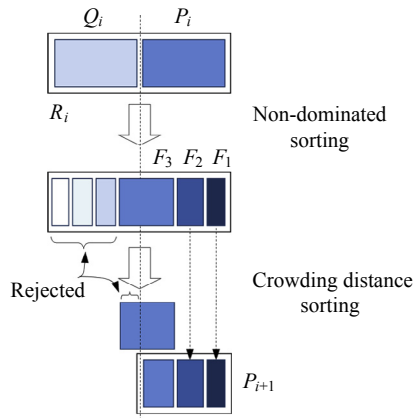 Qi Pi
Ri
Non-dominated
sorting
F3 F2 F1
Rejected
Crowding distance
sorting
Pi+1